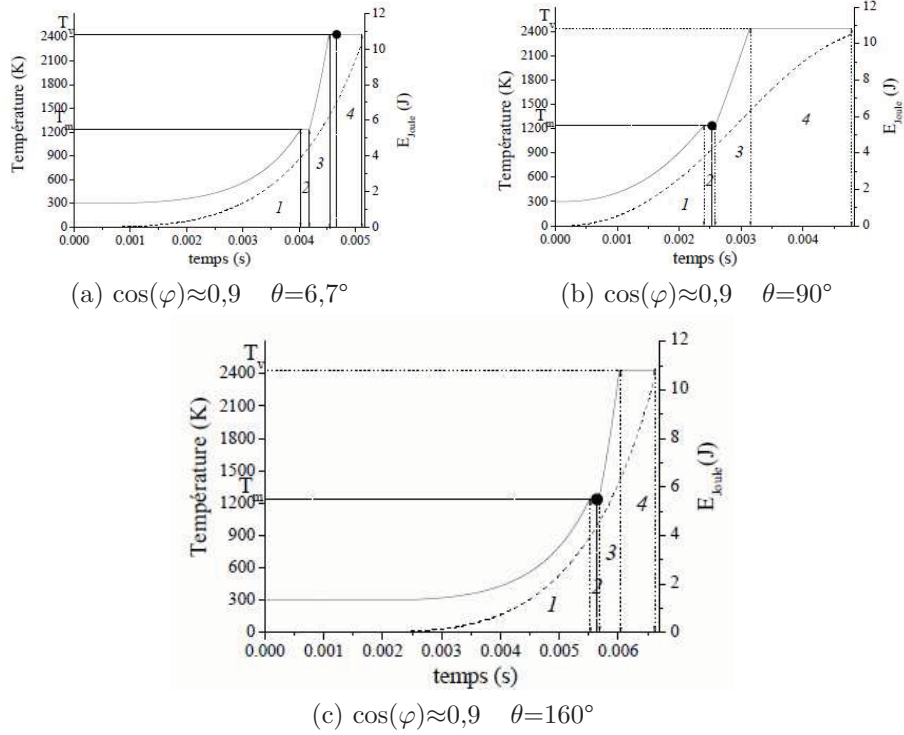 T_v
2400
2100
1800
1500
T_m
1200
900
600
300
0
Température (K)
12
10
8
6
4
2
0
E_Joule (J)
1
2
3
4
0.000 0.001 0.002 0.003 0.004 0.005
temps (s)
(a) cos(φ)≈0,9 θ=6,7°
T_v
2400
2100
1800
1500
T_m
1200
900
600
300
0
Température (K)
12
10
8
6
4
2
0
E_Joule (J)
1
2
3
4
0.000 0.001 0.002 0.003 0.004
temps (s)
(b) cos(φ)≈0,9 θ=90°
T_v
2400
2100
1800
1500
T_m
1200
900
600
300
0
Température (K)
12
10
8
6
4
2
0
E_Joule (J)
1
2
3
4
0.000 0.001 0.002 0.003 0.004 0.005 0.006
temps (s)
(c) cos(φ)≈0,9 θ=160°